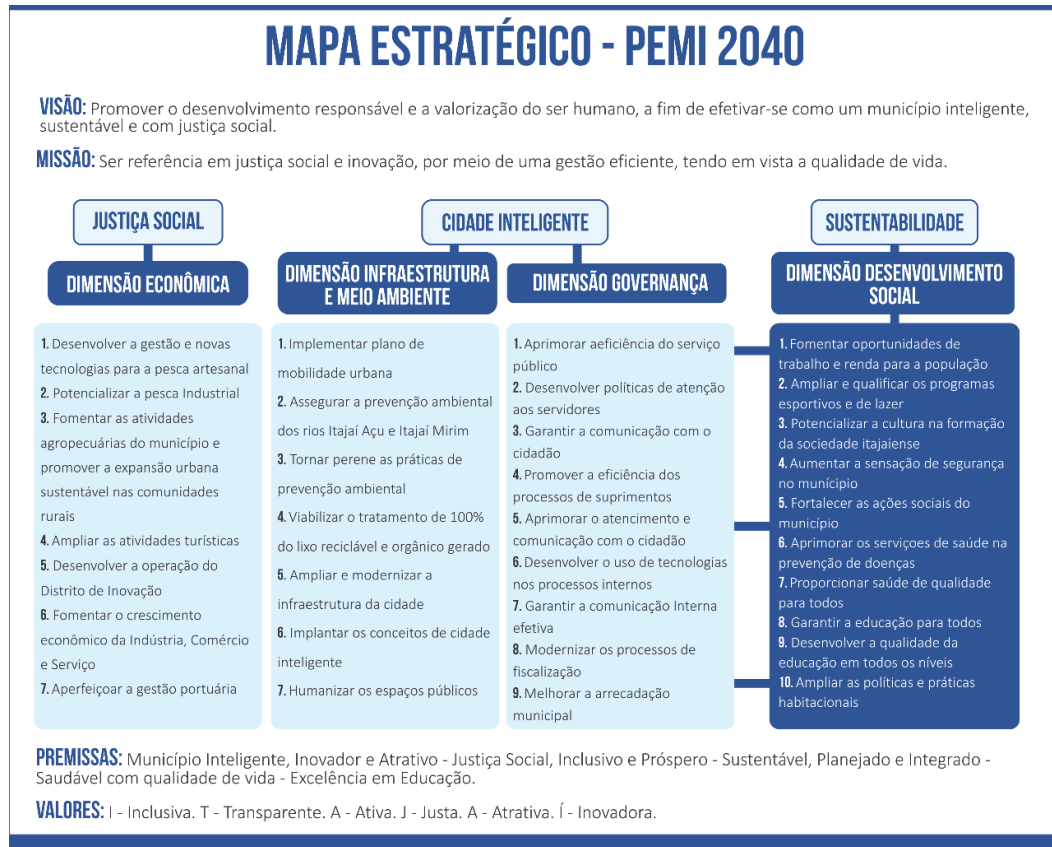 MAPA ESTRATÉGICO - PEMI 2040
VISÃO: Promover o desenvolvimento responsável e a valorização do ser humano, a fim de efetivar-se como um município inteligente,
sustentável e com justiça social.
MISSÃO: Ser referência em justiça social e inovação, por meio de uma gestão eficiente, tendo em vista a qualidade de vida.
JUSTIÇA SOCIAL
DIMENSÃO ECONÔMICA
1. Desenvolver a gestão e novas
tecnologias para a pesca artesanal
2. Potencializar a pesca Industrial
3. Fomentar as atividades
agropecuárias do município e
promover a expansão urbana
sustentável nas comunidades
rurais
4. Ampliar as atividades turísticas
5. Desenvolver a operação do
Distrito de Inovação
6. Fomentar o crescimento
econômico da Indústria, Comércio
e Serviço
7. Aperfeiçoar a gestão portuária
CIDADE INTELIGENTE
DIMENSÃO INFRAESTRUTURA
E MEIO AMBIENTE
1. Implementar plano de
mobilidade urbana
2. Assegurar a prevenção ambiental
dos rios Itajaí Açu e Itajaí Mirim
3. Tornar perene as práticas de
prevenção ambiental
4. Viabilizar o tratamento de 100%
do lixo reciclável e orgânico gerado
5. Ampliar e modernizar a
infraestrutura da cidade
6. Implantar os conceitos de cidade
inteligente
7. Humanizar os espaços públicos
DIMENSÃO GOVERNANÇA
1. Aprimorar aeficiência do serviço
público
2. Desenvolver políticas de atenção
aos servidores
3. Garantir a comunicação com o
cidadão
4. Promover a eficiência dos
processos de suprimentos
5. Aprimorar o atencimento e
comunicação com o cidadão
6. Desenvolver o uso de tecnologias
nos processos internos
7. Garantir a comunicação Interna
efetiva
8. Modernizar os processos de
fiscalização
9. Melhorar a arrecadação
municipal
SUSTENTABILIDADE
DIMENSÃO DESENVOLVIMENTO
SOCIAL
1. Fomentar oportunidades de
trabalho e renda para a população
2. Ampliar e qualificar os programas
esportivos e de lazer
3. Potencializar a cultura na formação
da sociedade itajaiense
4. Aumentar a sensação de segurança
no munícipio
5. Fortalecer as ações sociais do
município
6. Aprimorar os serviçoes de saúde na
prevenção de doenças
7. Proporcionar saúde de qualidade
para todos
8. Garantir a educação para todos
9. Desenvolver a qualidade da
educação em todos os níveis
10. Ampliar as políticas e práticas
habitacionais
PREMISSAS: Município Inteligente, Inovador e Atrativo - Justiça Social, Inclusivo e Próspero - Sustentável, Planejado e Integrado -
Saudável com qualidade de vida - Excelência em Educação.
VALORES: I - Inclusiva. T - Transparente. A - Ativa. J - Justa. A - Atrativa. Í - Inovadora.